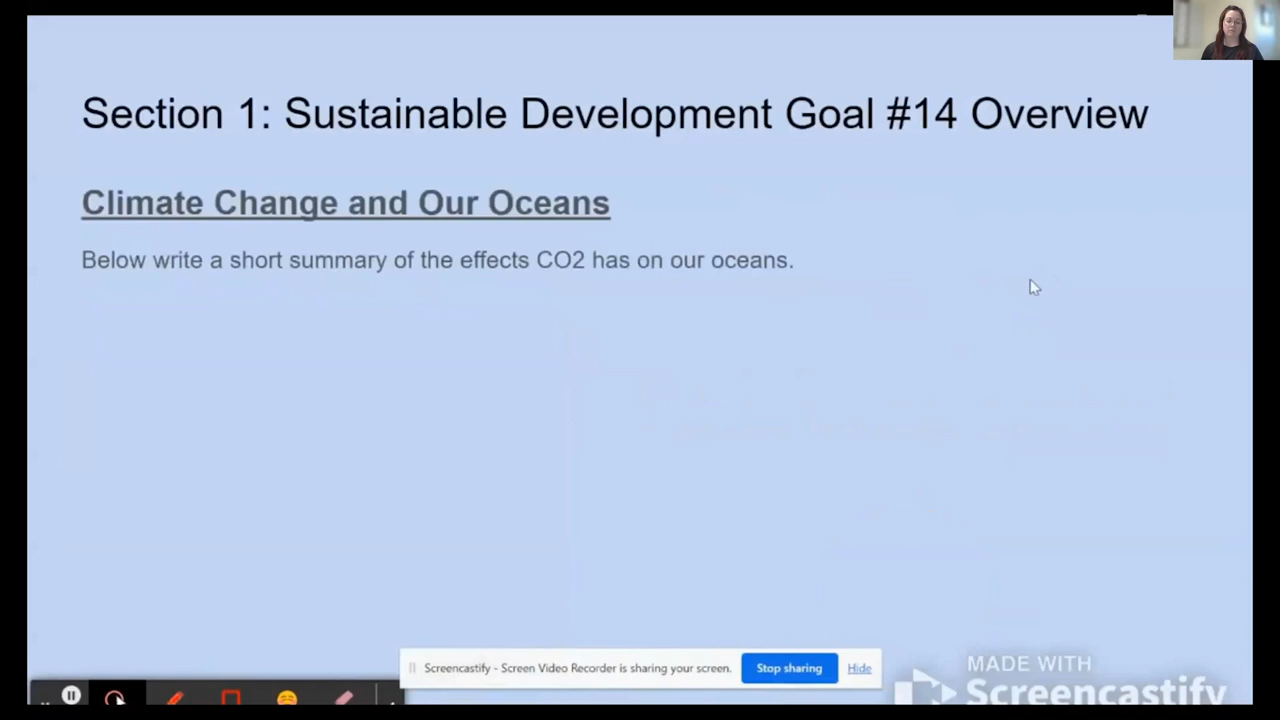 Section 1: Sustainable Development Goal #14 Overview
Climate Change and Our Oceans
Below write a short summary of the effects CO2 has on our oceans.
Screencastify - Screen Video Recorder is sharing your screen. Stop sharing Hide
MADE WITH
Screencastify